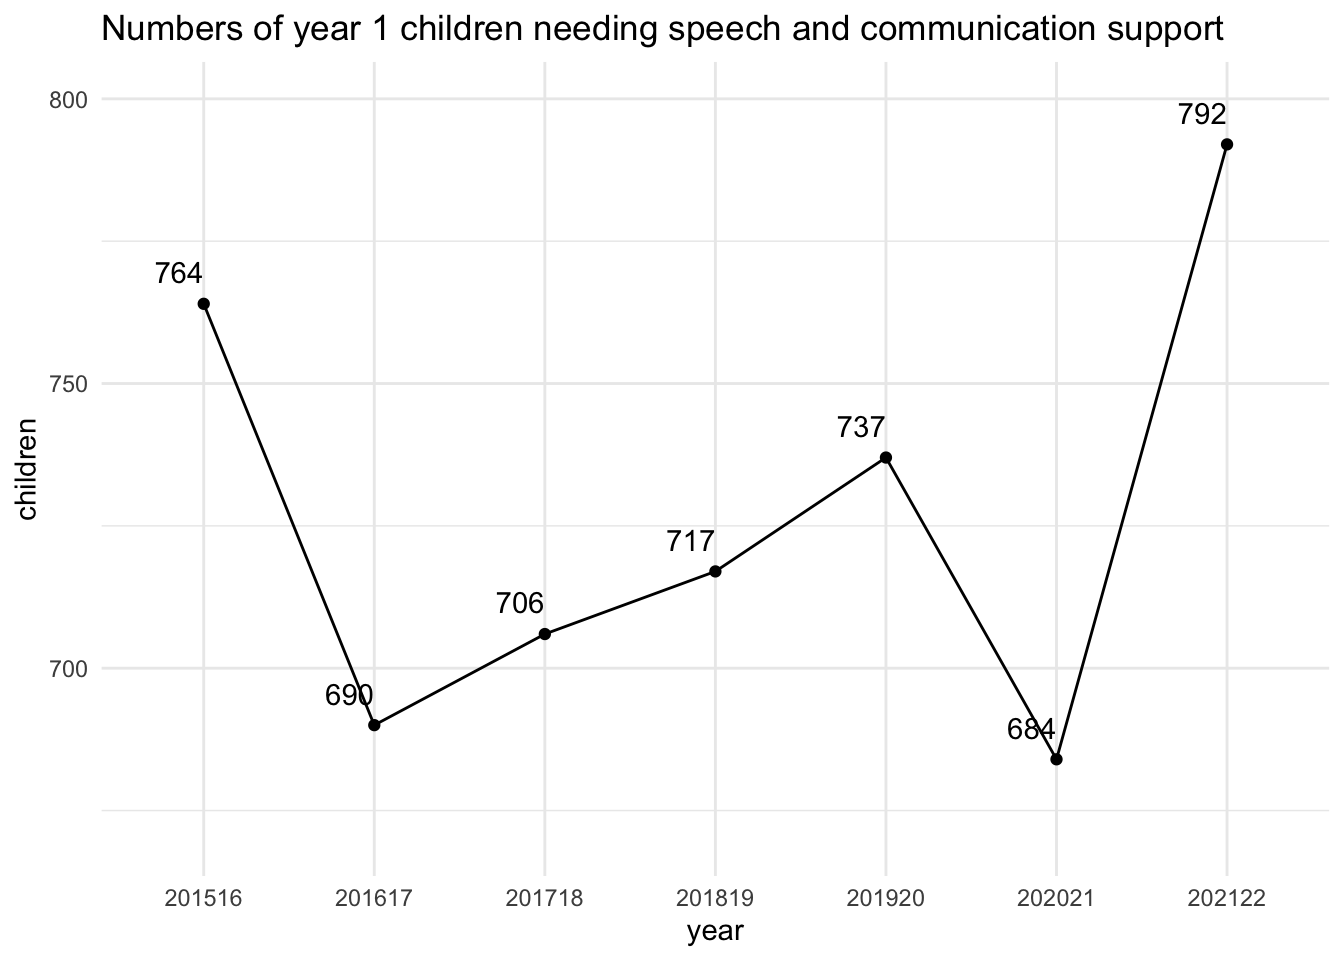 Numbers of year 1 children needing speech and communication support
800
792
764
750
737
717
706
700
690
684
children
201516 201617 201718 201819 201920 202021 202122
year